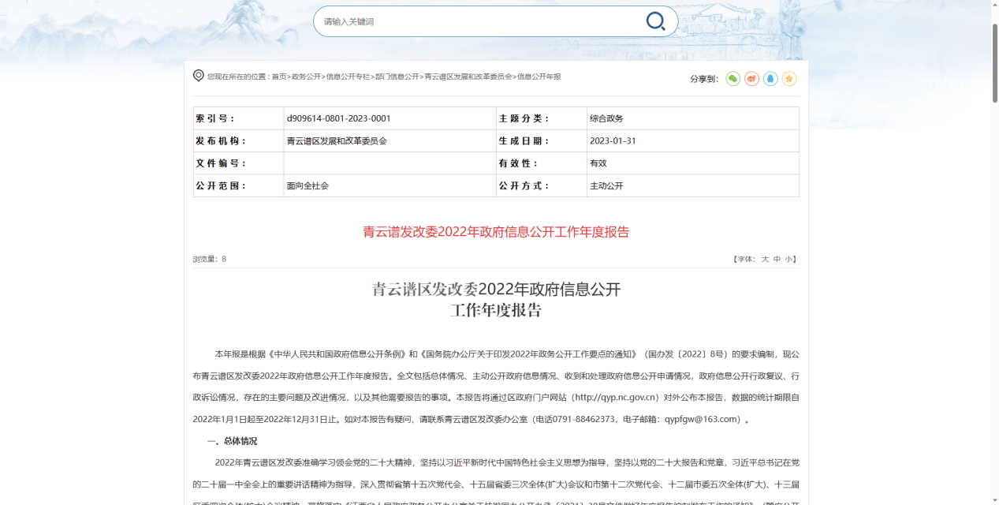 请输入关键词
您现在所在的位置：首页>政务公开>信息公开专栏>部门信息公开>青云谱区发展和改革委员会>信息公开年报
分享到：
索引号： d909614-0801-2023-0001 主题分类： 综合政务
发布机构： 青云谱区发展和改革委员会 生成日期： 2023-01-31
文件编号： 有效性： 有效
公开范围： 面向全社会 公开方式： 主动公开
青云谱发改委2022年政府信息公开工作年度报告
浏览量：8 【字体： 大 中 小】
青云谱区发改委2022年政府信息公开
工作年度报告
本年报是根据《中华人民共和国政府信息公开条例》和《国务院办公厅关于印发2022年政务公开工作要点的通知》（国办发〔2022〕8号）的要求编制，现公
布青云谱区发改委2022年政府信息公开工作年度报告。全文包括总体情况、主动公开政府信息情况、收到和处理政府信息公开申请情况，政府信息公开行政复议、行
政诉讼情况，存在的主要问题及改进情况，以及其他需要报告的事项。本报告将通过区政府门户网站（http://qyp.nc.gov.cn）对外公布本报告，数据的统计期限自
2022年1月1日起至2022年12月31日止。如对本报告有疑问，请联系青云谱区发改委办公室（电话0791-88462373，电子邮箱：qypfgw@163.com）。
一、总体情况
2022年青云谱区发改委准确学习领会党的二十大精神，坚持以习近平新时代中国特色社会主义思想为指导，坚持以党的二十大报告和党章，习近平总书记在党
的二十届一中全会上的重要讲话精神为指导，深入贯彻省第十五次党代会、十五届省委三次全体(扩大)会议和市第十二次党代会、十二届市委五次全体(扩大)、十三届